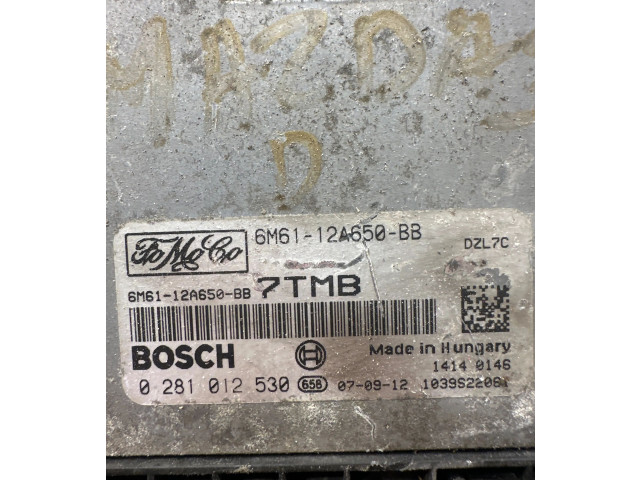 MAZDA 5
D
FoMoCo
6M61-12A650-BB
DZL7C
6M61-12A650-BB 7TMB
BOSCH
Made in Hungary
1414 0146
0 281 012 530 658 07-09-12